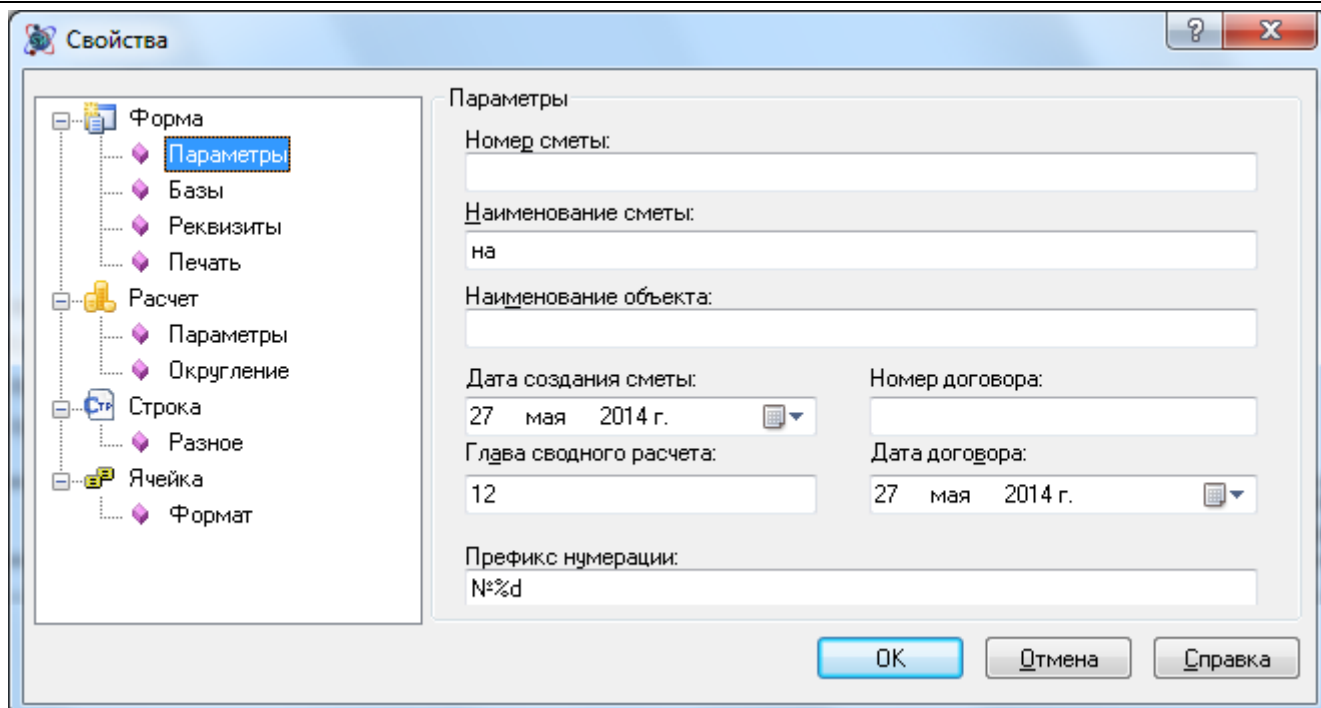 Свойства
Форма
Параметры
Базы
Реквизиты
Печать
Расчет
Параметры
Округление
Стр Строка
Разное
Ячейка
Формат
Параметры
Номер сметы:
Наименование сметы:
на
Наименование объекта:
Дата создания сметы: Номер договора:
27 мая 2014 г.
Глава сводного расчета: Дата договора:
12 27 мая 2014 г.
Префикс нумерации:
№%d
OK Отмена Справка